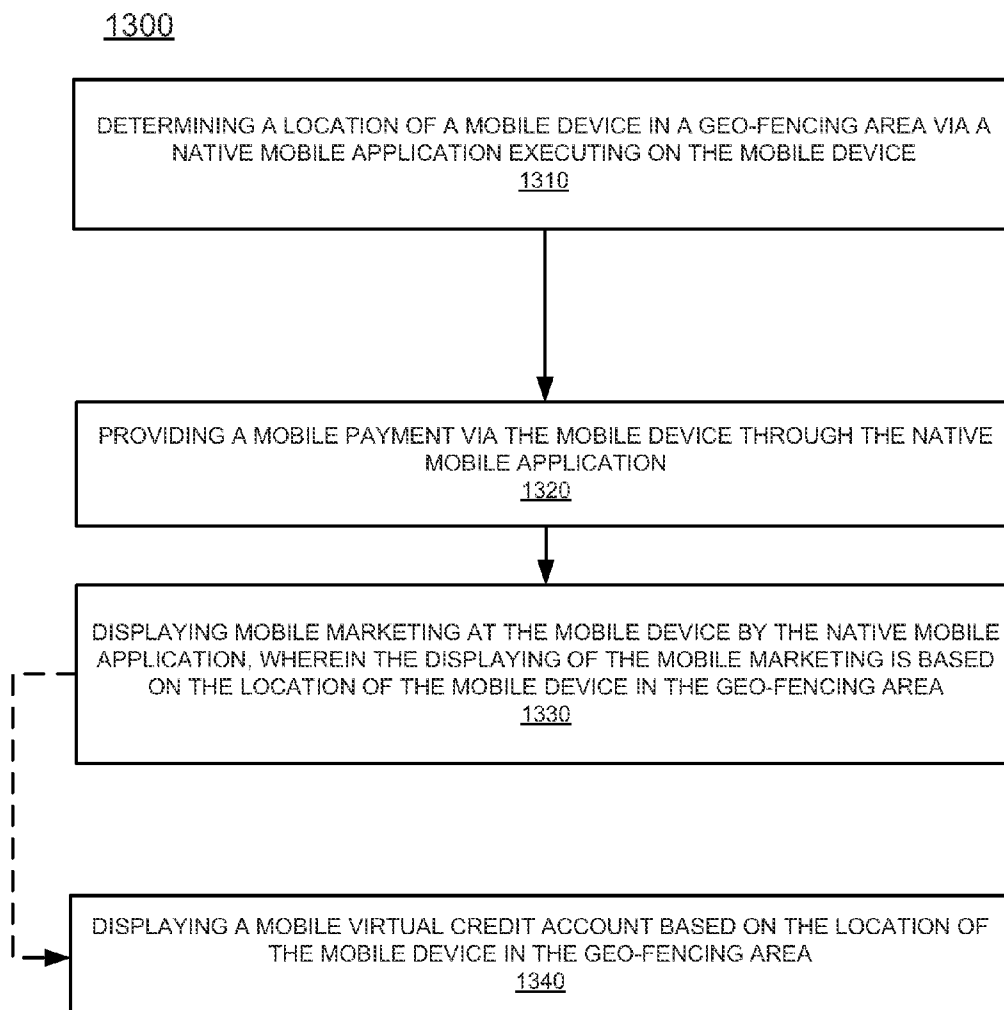 1300
DETERMINING A LOCATION OF A MOBILE DEVICE IN A GEO-FENCING AREA VIA A
NATIVE MOBILE APPLICATION EXECUTING ON THE MOBILE DEVICE
1310
PROVIDING A MOBILE PAYMENT VIA THE MOBILE DEVICE THROUGH THE NATIVE
MOBILE APPLICATION
1320
DISPLAYING MOBILE MARKETING AT THE MOBILE DEVICE BY THE NATIVE MOBILE
APPLICATION, WHEREIN THE DISPLAYING OF THE MOBILE MARKETING IS BASED
ON THE LOCATION OF THE MOBILE DEVICE IN THE GEO-FENCING AREA
1330
DISPLAYING A MOBILE VIRTUAL CREDIT ACCOUNT BASED ON THE LOCATION OF
THE MOBILE DEVICE IN THE GEO-FENCING AREA
1340